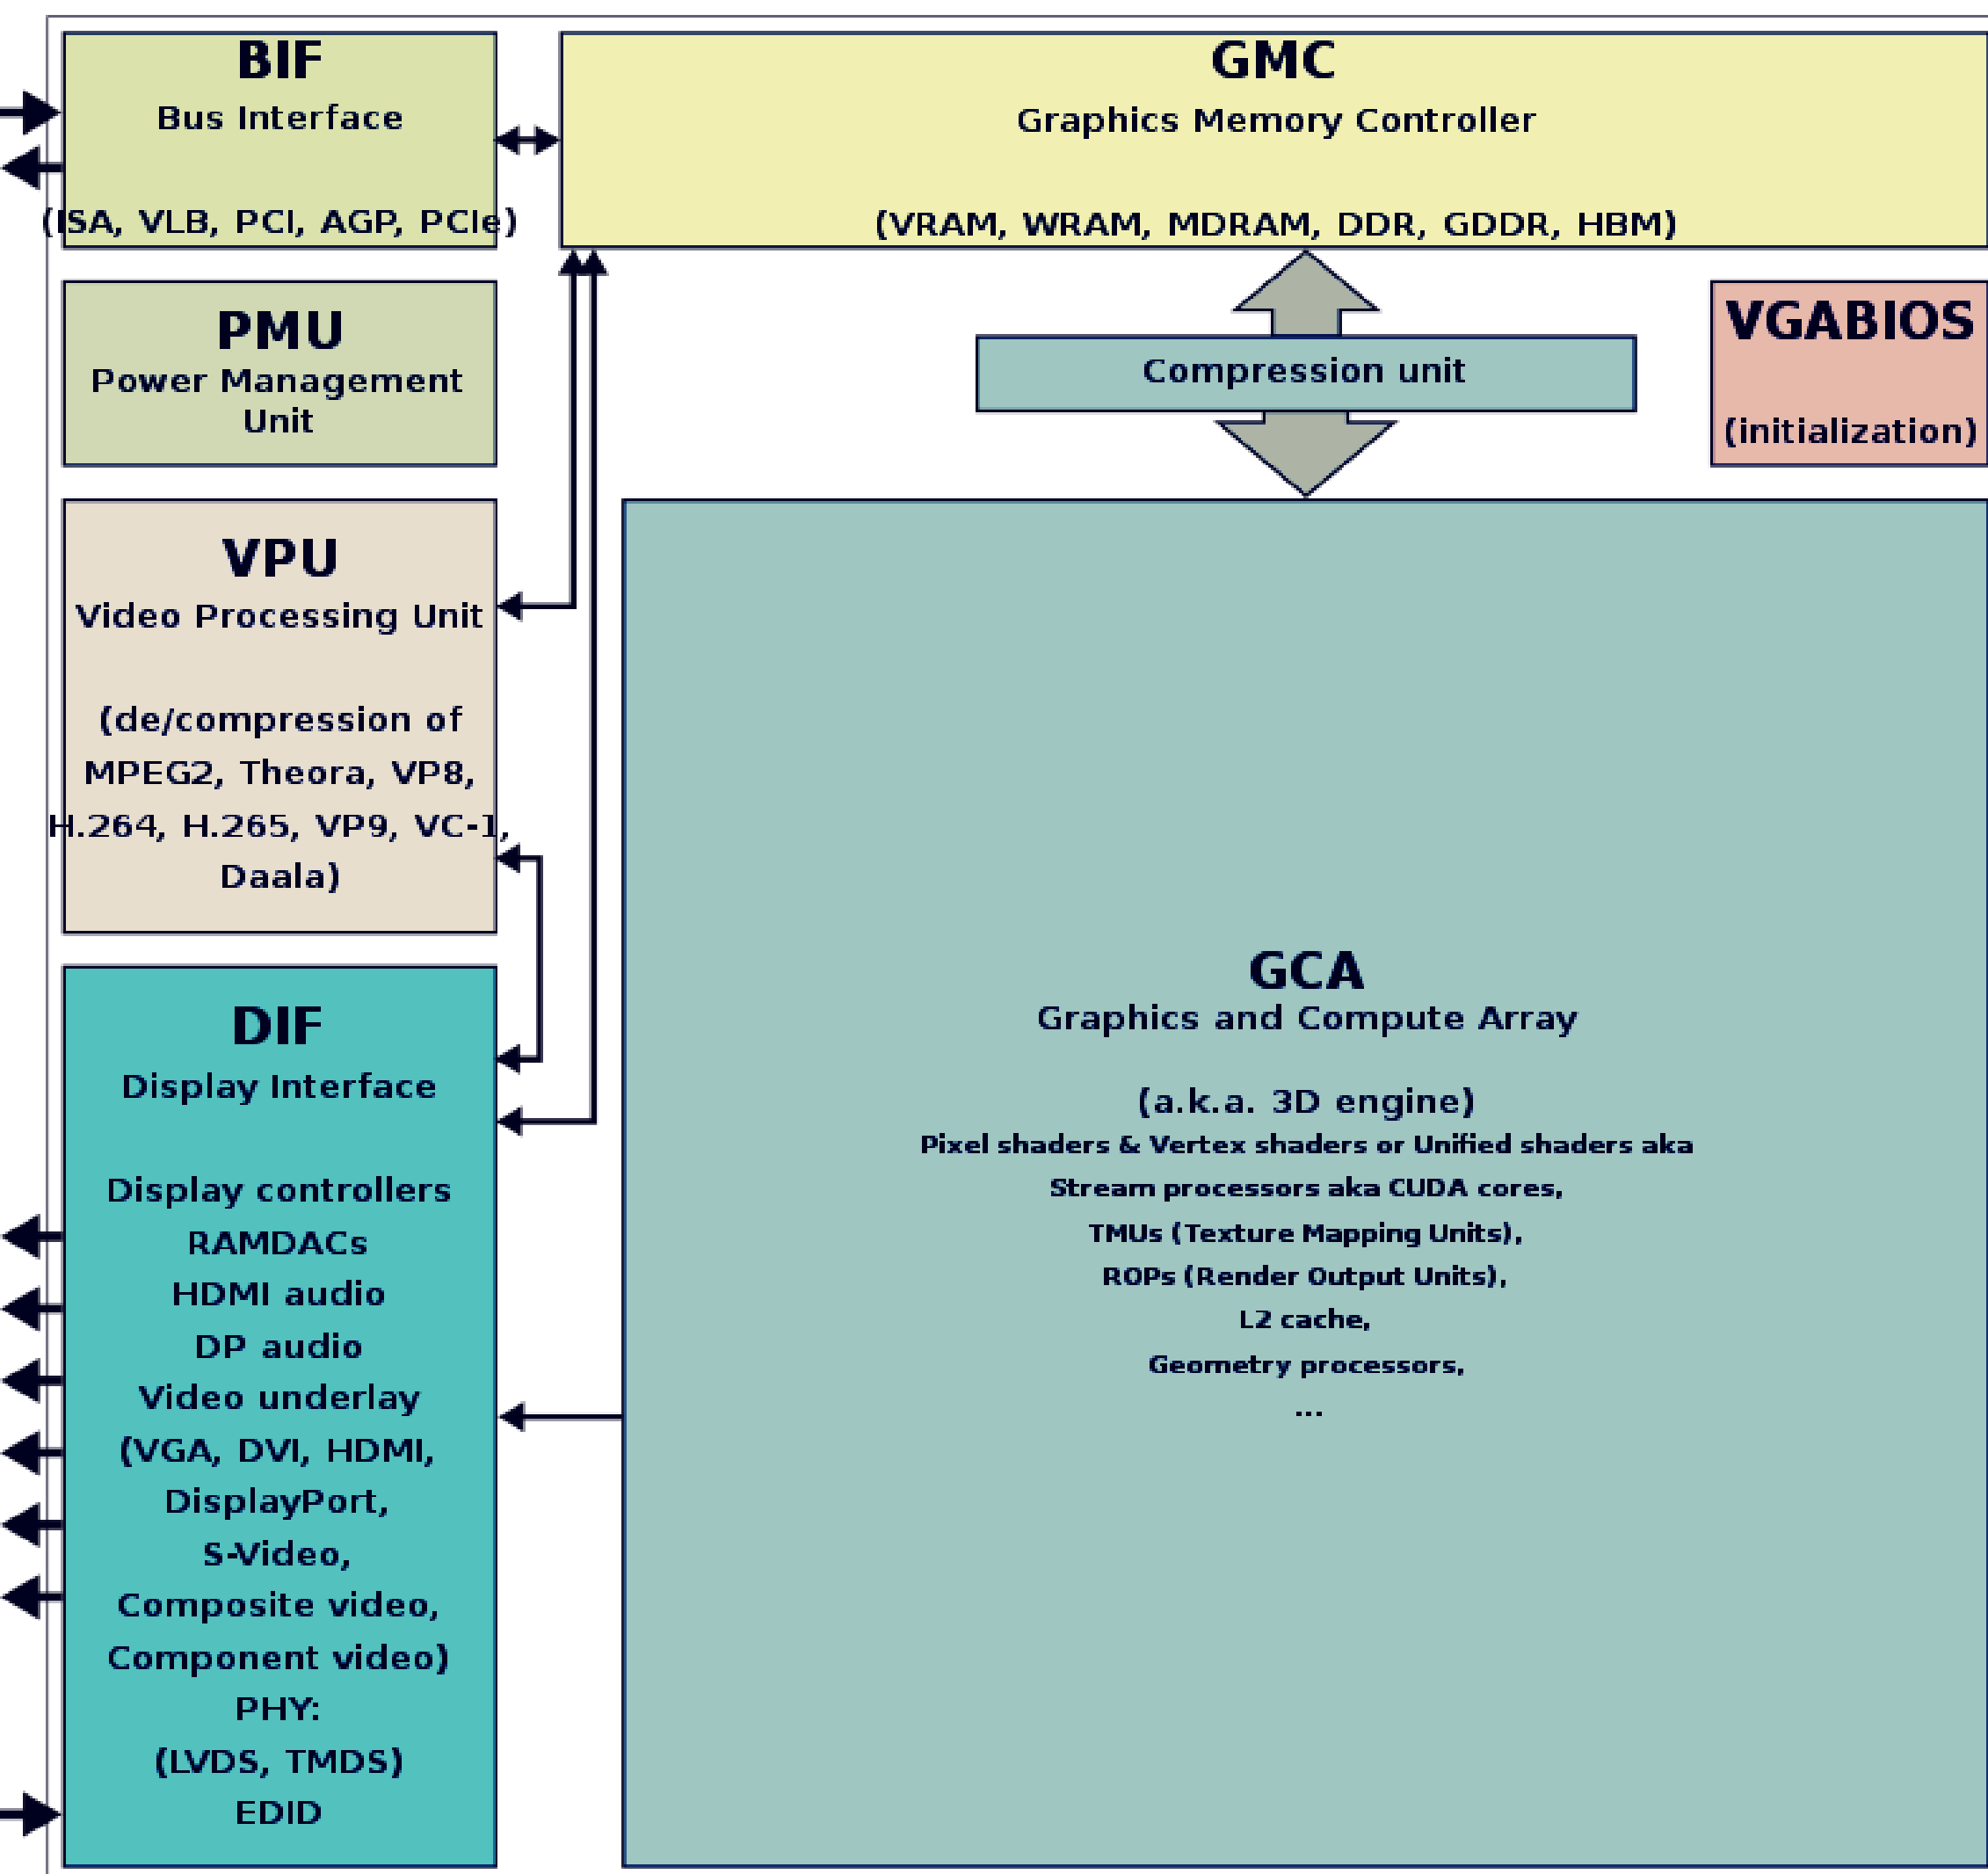 BIF
Bus Interface
(ISA, VLB, PCI, AGP, PCIe)
GMC
Graphics Memory Controller
(VRAM, WRAM, MDRAM, DDR, GDDR, HBM)
PMU
Power Management
Unit
Compression unit
VGABIOS
(initialization)
VPU
Video Processing Unit
(de/compression of
MPEG2, Theora, VP8,
H.264, H.265, VP9, VC-1,
Daala)
DIF
Display Interface
Display controllers
RAMDACs
HDMI audio
DP audio
Video underlay
(VGA, DVI, HDMI,
DisplayPort,
S-Video,
Composite video,
Component video)
PHY:
(LVDS, TMDS)
EDID
GCA
Graphics and Compute Array
(a.k.a. 3D engine)
Pixel shaders & Vertex shaders or Unified shaders aka
Stream processors aka CUDA cores,
TMUs (Texture Mapping Units),
ROPs (Render Output Units),
L2 cache,
Geometry processors,
...